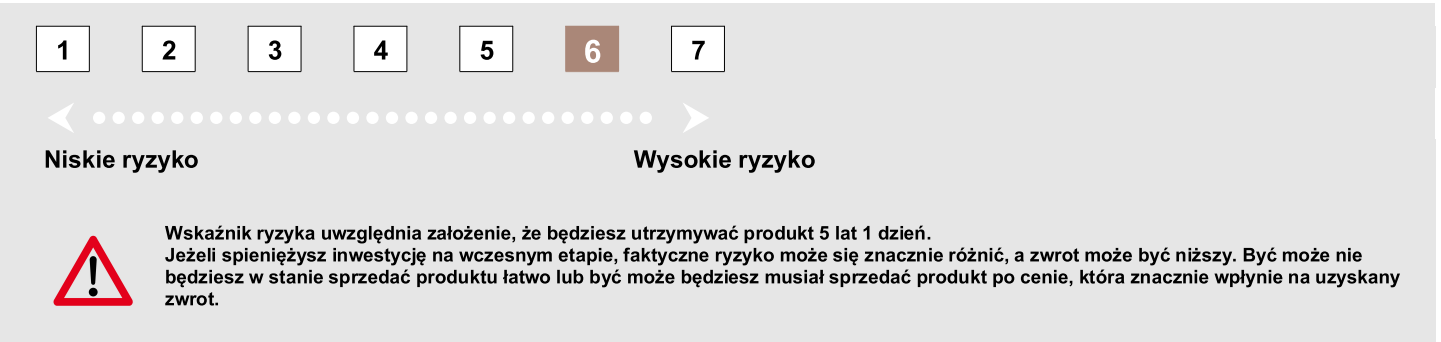 1 2 3 4 5 6 7
Niskie ryzyko Wysokie ryzyko
Wskaźnik ryzyka uwzględnia założenie, że będziesz utrzymywać produkt 5 lat 1 dzień.
Jeżeli spieniężysz inwestycję na wczesnym etapie, faktyczne ryzyko może się znacznie różnić, a zwrot może być niższy. Być może nie
będziesz w stanie sprzedać produktu łatwo lub być może będziesz musiał sprzedać produkt po cenie, która znacznie wpłynie na uzyskany
zwrot.